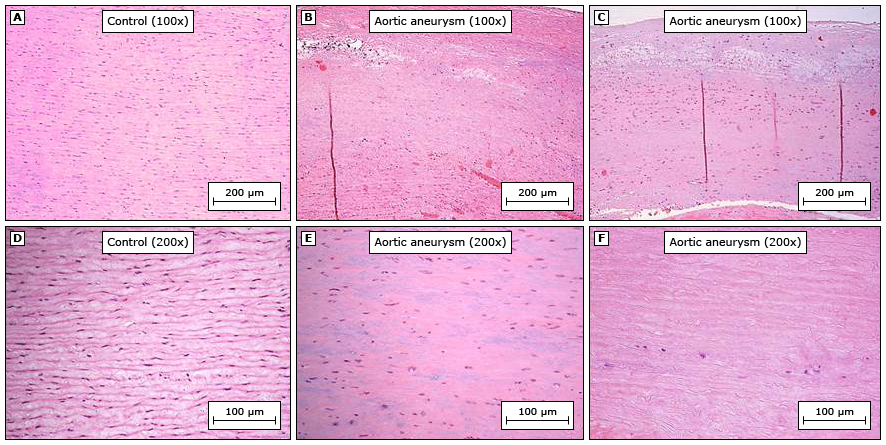 A
Control (100x)
200 µm
B
Aortic aneurysm (100x)
200 µm
C
Aortic aneurysm (100x)
200 µm
D
Control (200x)
100 µm
E
Aortic aneurysm (200x)
100 µm
F
Aortic aneurysm (200x)
100 µm